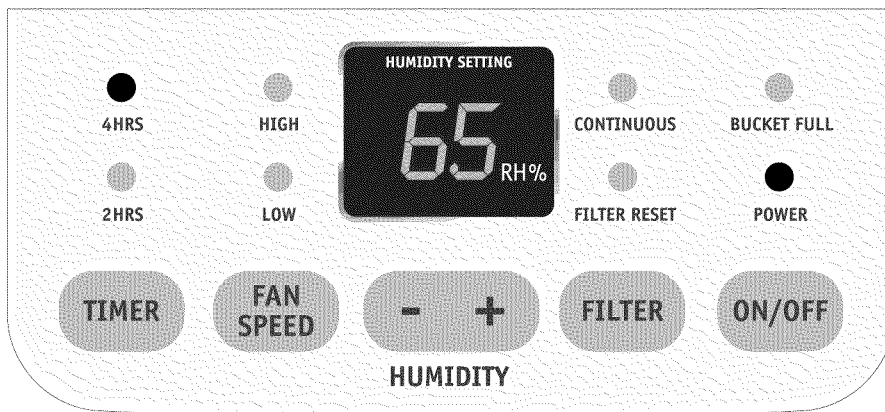 HUMIDITY SETTING
65 RH%
4HRS
HIGH
CONTINUOUS
BUCKET FULL
2HRS
LOW
FILTER RESET
POWER
TIMER
FAN
SPEED
- +
FILTER
ON/OFF
HUMIDITY